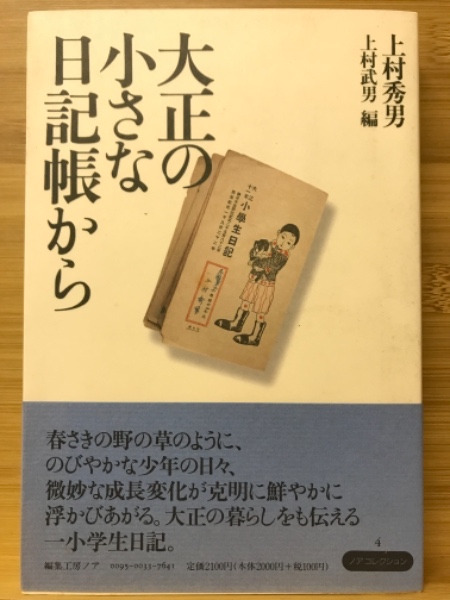 大正の
小さな
日記帳から
上村秀男
上村武男 編
小學生日記
春さきの野の草のように、
のびやかな少年の日々、
微妙な成長変化が克明に鮮やかに
浮かびあがる。大正の暮らしをも伝える
一小学生日記。
4
ノアコレクション
編集工房ノア 0095-0033-7641 定価2100円(本体2000円+税100円)